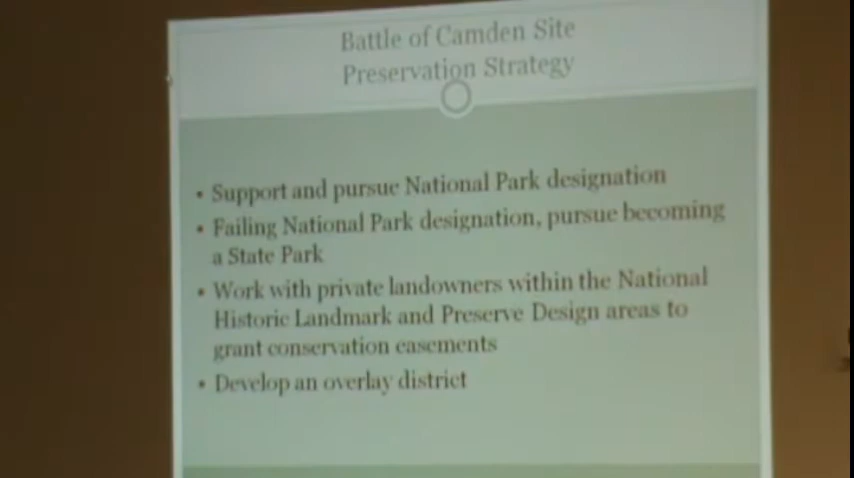 Battle of Camden Site
Preservation Strategy
• Support and pursue National Park designation
• Failing National Park designation, pursue becoming
a State Park
• Work with private landowners within the National
Historic Landmark and Preserve Design areas to
grant conservation easements
• Develop an overlay district